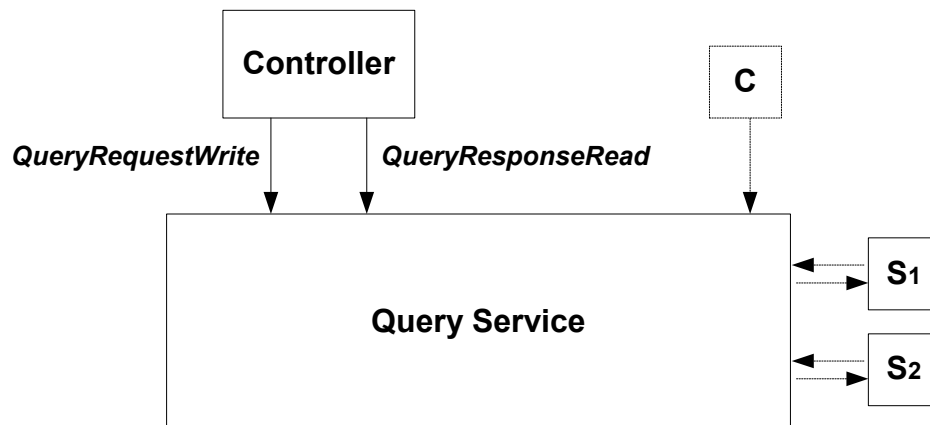 Controller
C
QueryRequestWrite
QueryResponseRead
S1
Query Service
S2